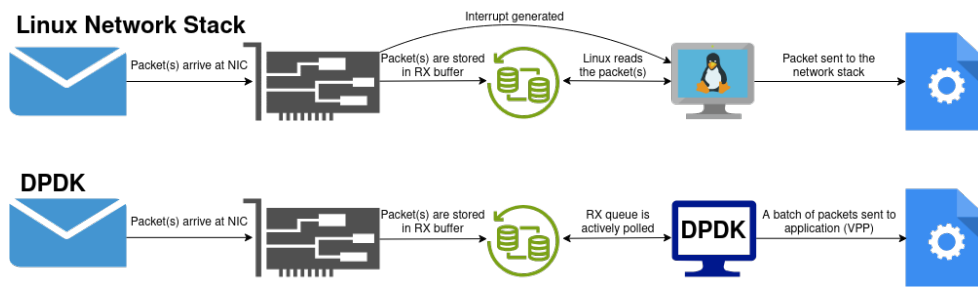 Interrupt generated
Linux Network Stack
Packet(s) arrive at NIC
Packet(s) are stored
in RX buffer
Linux reads
the packet(s)
Packet sent to the
network stack
DPDK
Packet(s) arrive at NIC
Packet(s) are stored
in RX buffer
RX queue is
actively polled
DPDK
A batch of packets sent to
application (VPP)